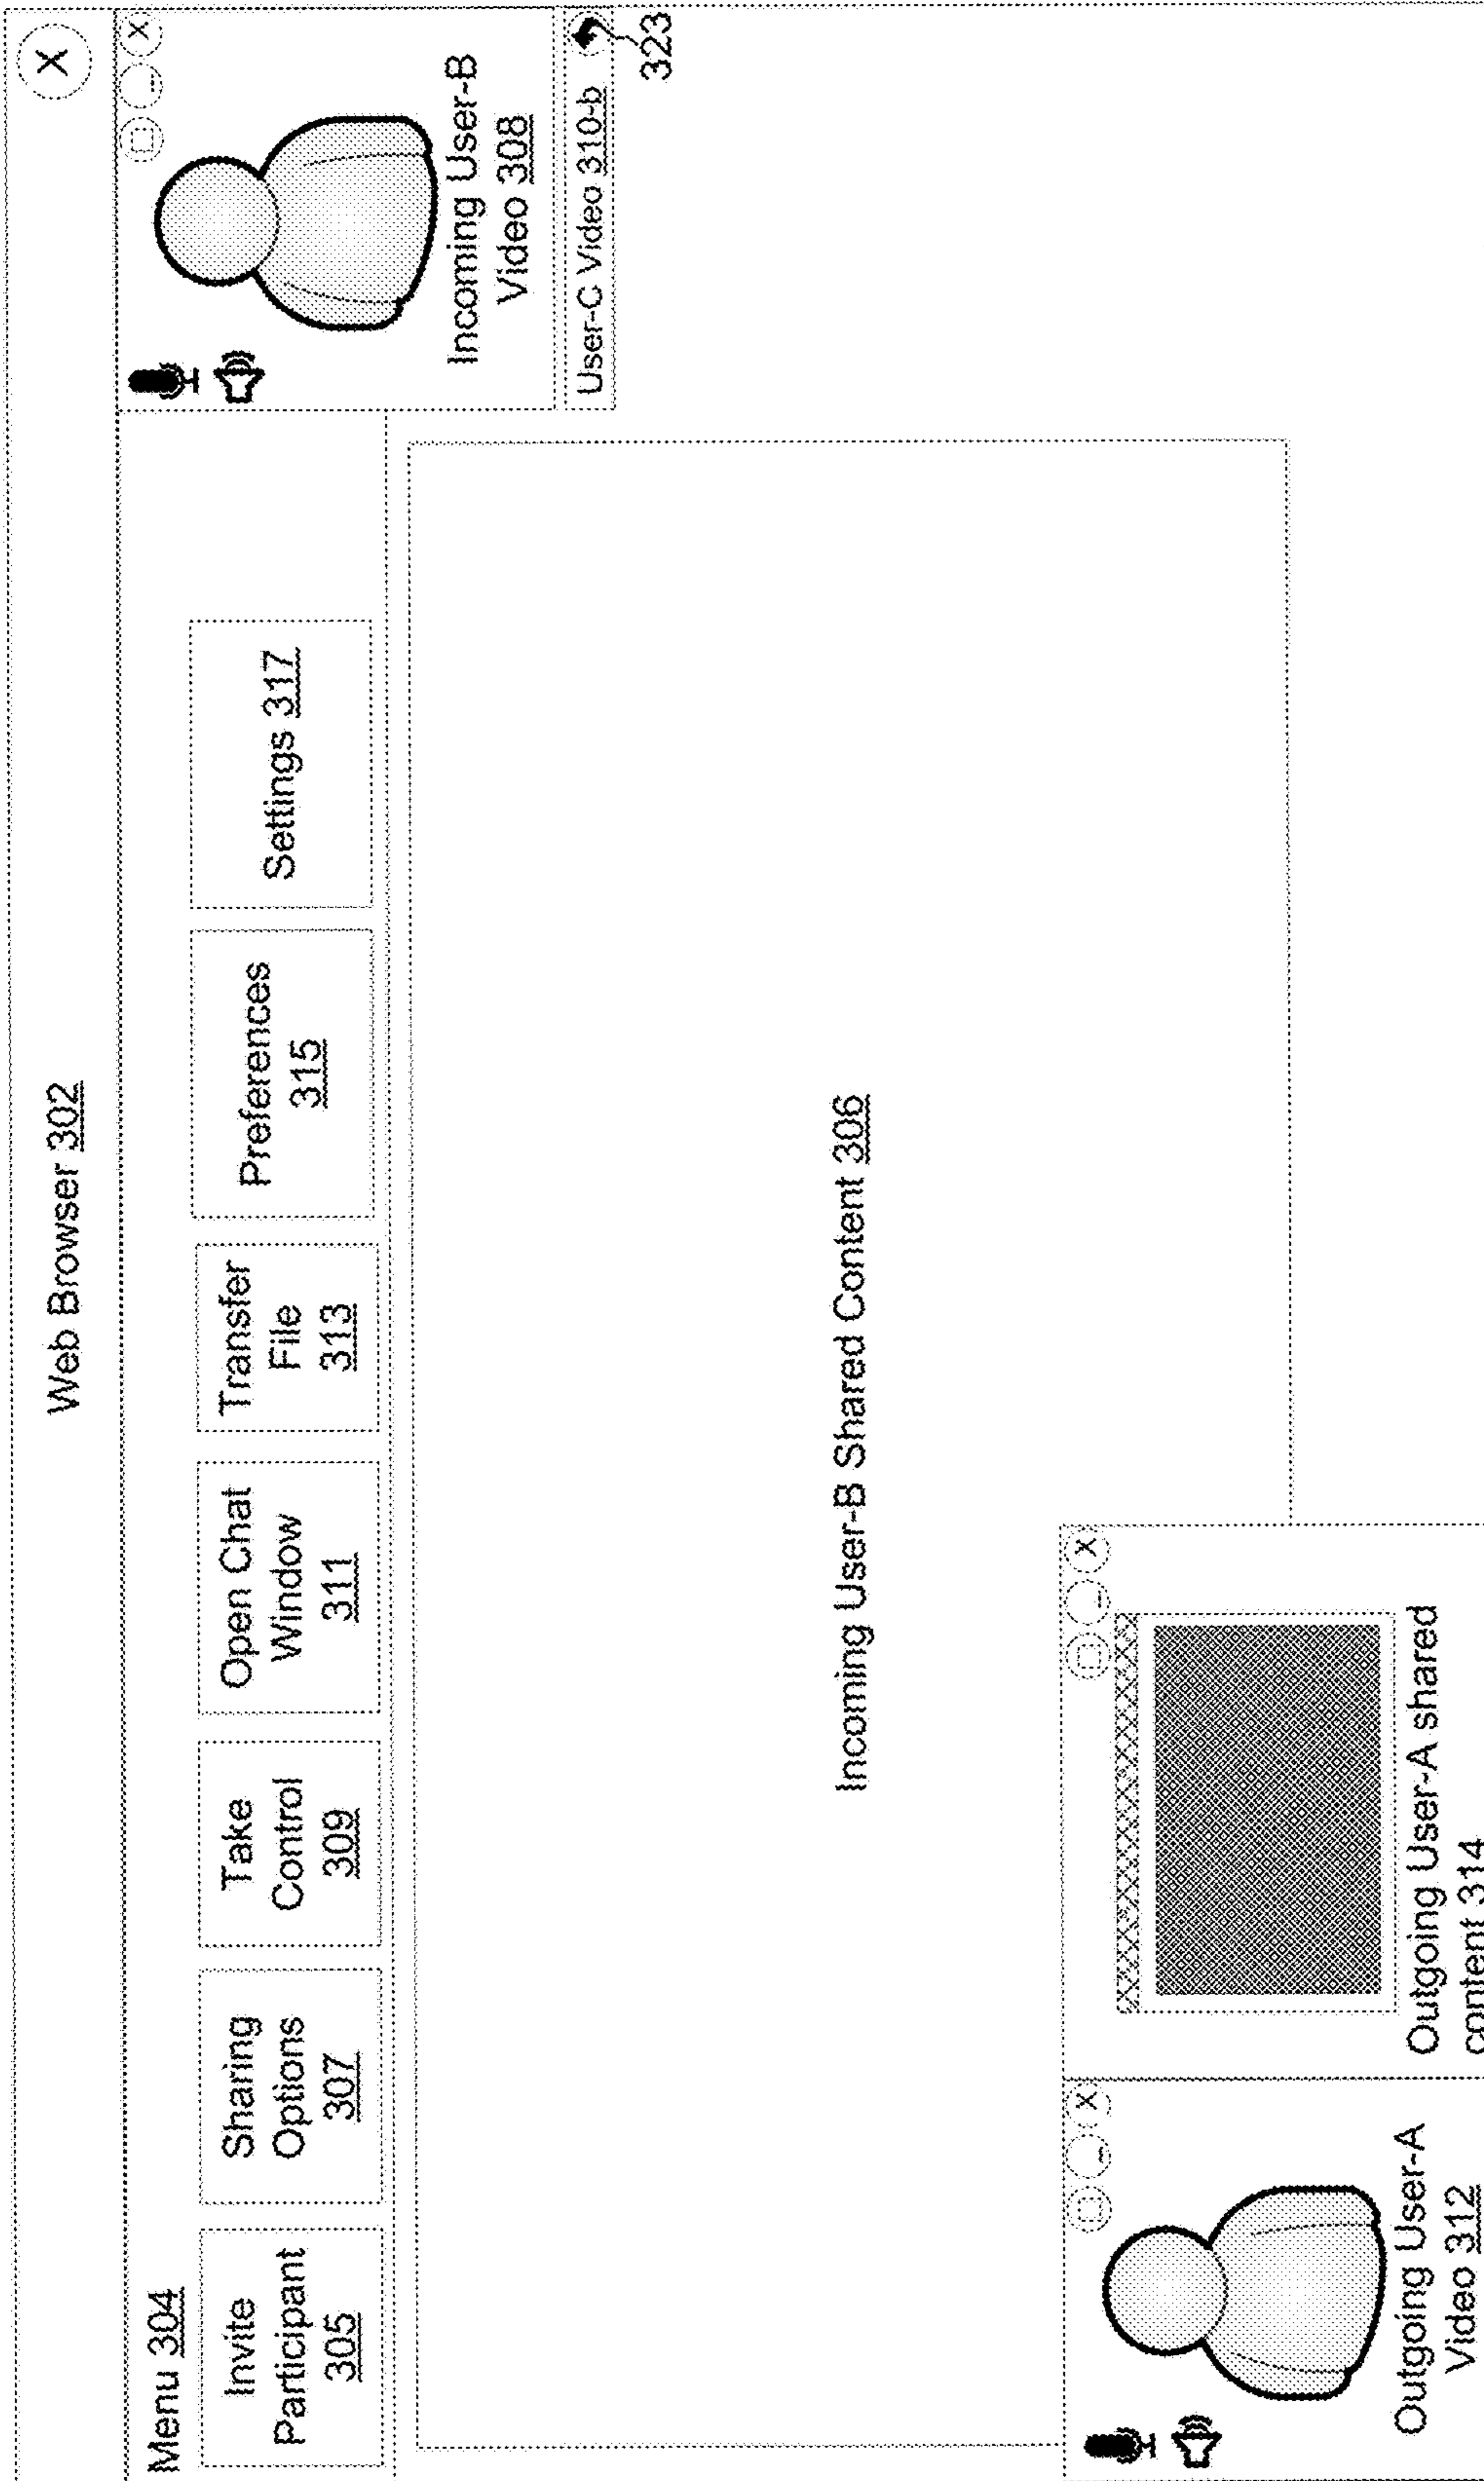 Web Browser 302
X
Menu 304
Invite
Participant
305
Sharing
Options
307
Take
Control
309
Open Chat
Window
311
Transfer
File
313
Preferences
315
Settings 317
X
Incoming User-B
Video 308
User-C Video 310-b
323
Incoming User-B Shared Content 306
X
Outgoing User-A
Video 312
X
Outgoing User-A shared
content 314